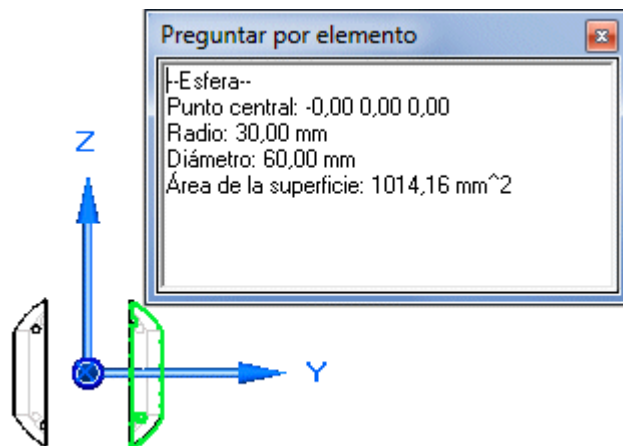 Preguntar por elemento
--Esfera--
Punto central: -0,00 0,00 0,00
Radio: 30,00 mm
Diámetro: 60,00 mm
Área de la superficie: 1014,16 mm^2
Z
Y